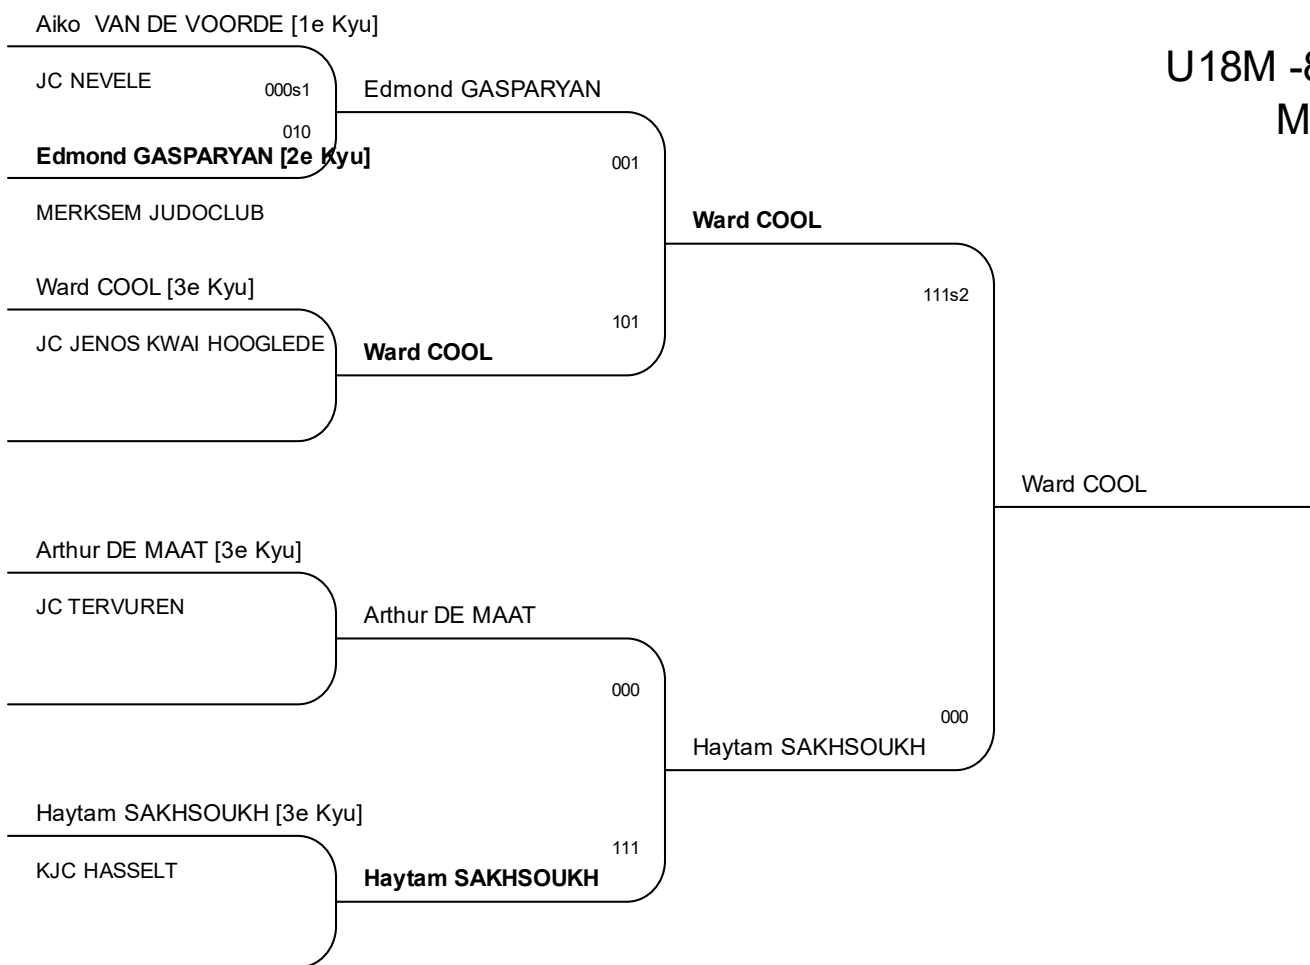 Aiko  VAN DE VOORDE [1e Kyu]
U18M -8
JC NEVELE
000s1
Edmond GASPARYAN
M
010
Edmond GASPARYAN [2e Kyu]
001
MERKSEM JUDOCLUB
Ward COOL
Ward COOL [3e Kyu]
111s2
101
JC JENOS KWAI HOOGLEDE
Ward COOL
Ward COOL
Arthur DE MAAT [3e Kyu]
JC TERVUREN
Arthur DE MAAT
000
000
Haytam SAKHSOUKH
Haytam SAKHSOUKH [3e Kyu]
111
KJC HASSELT
Haytam SAKHSOUKH